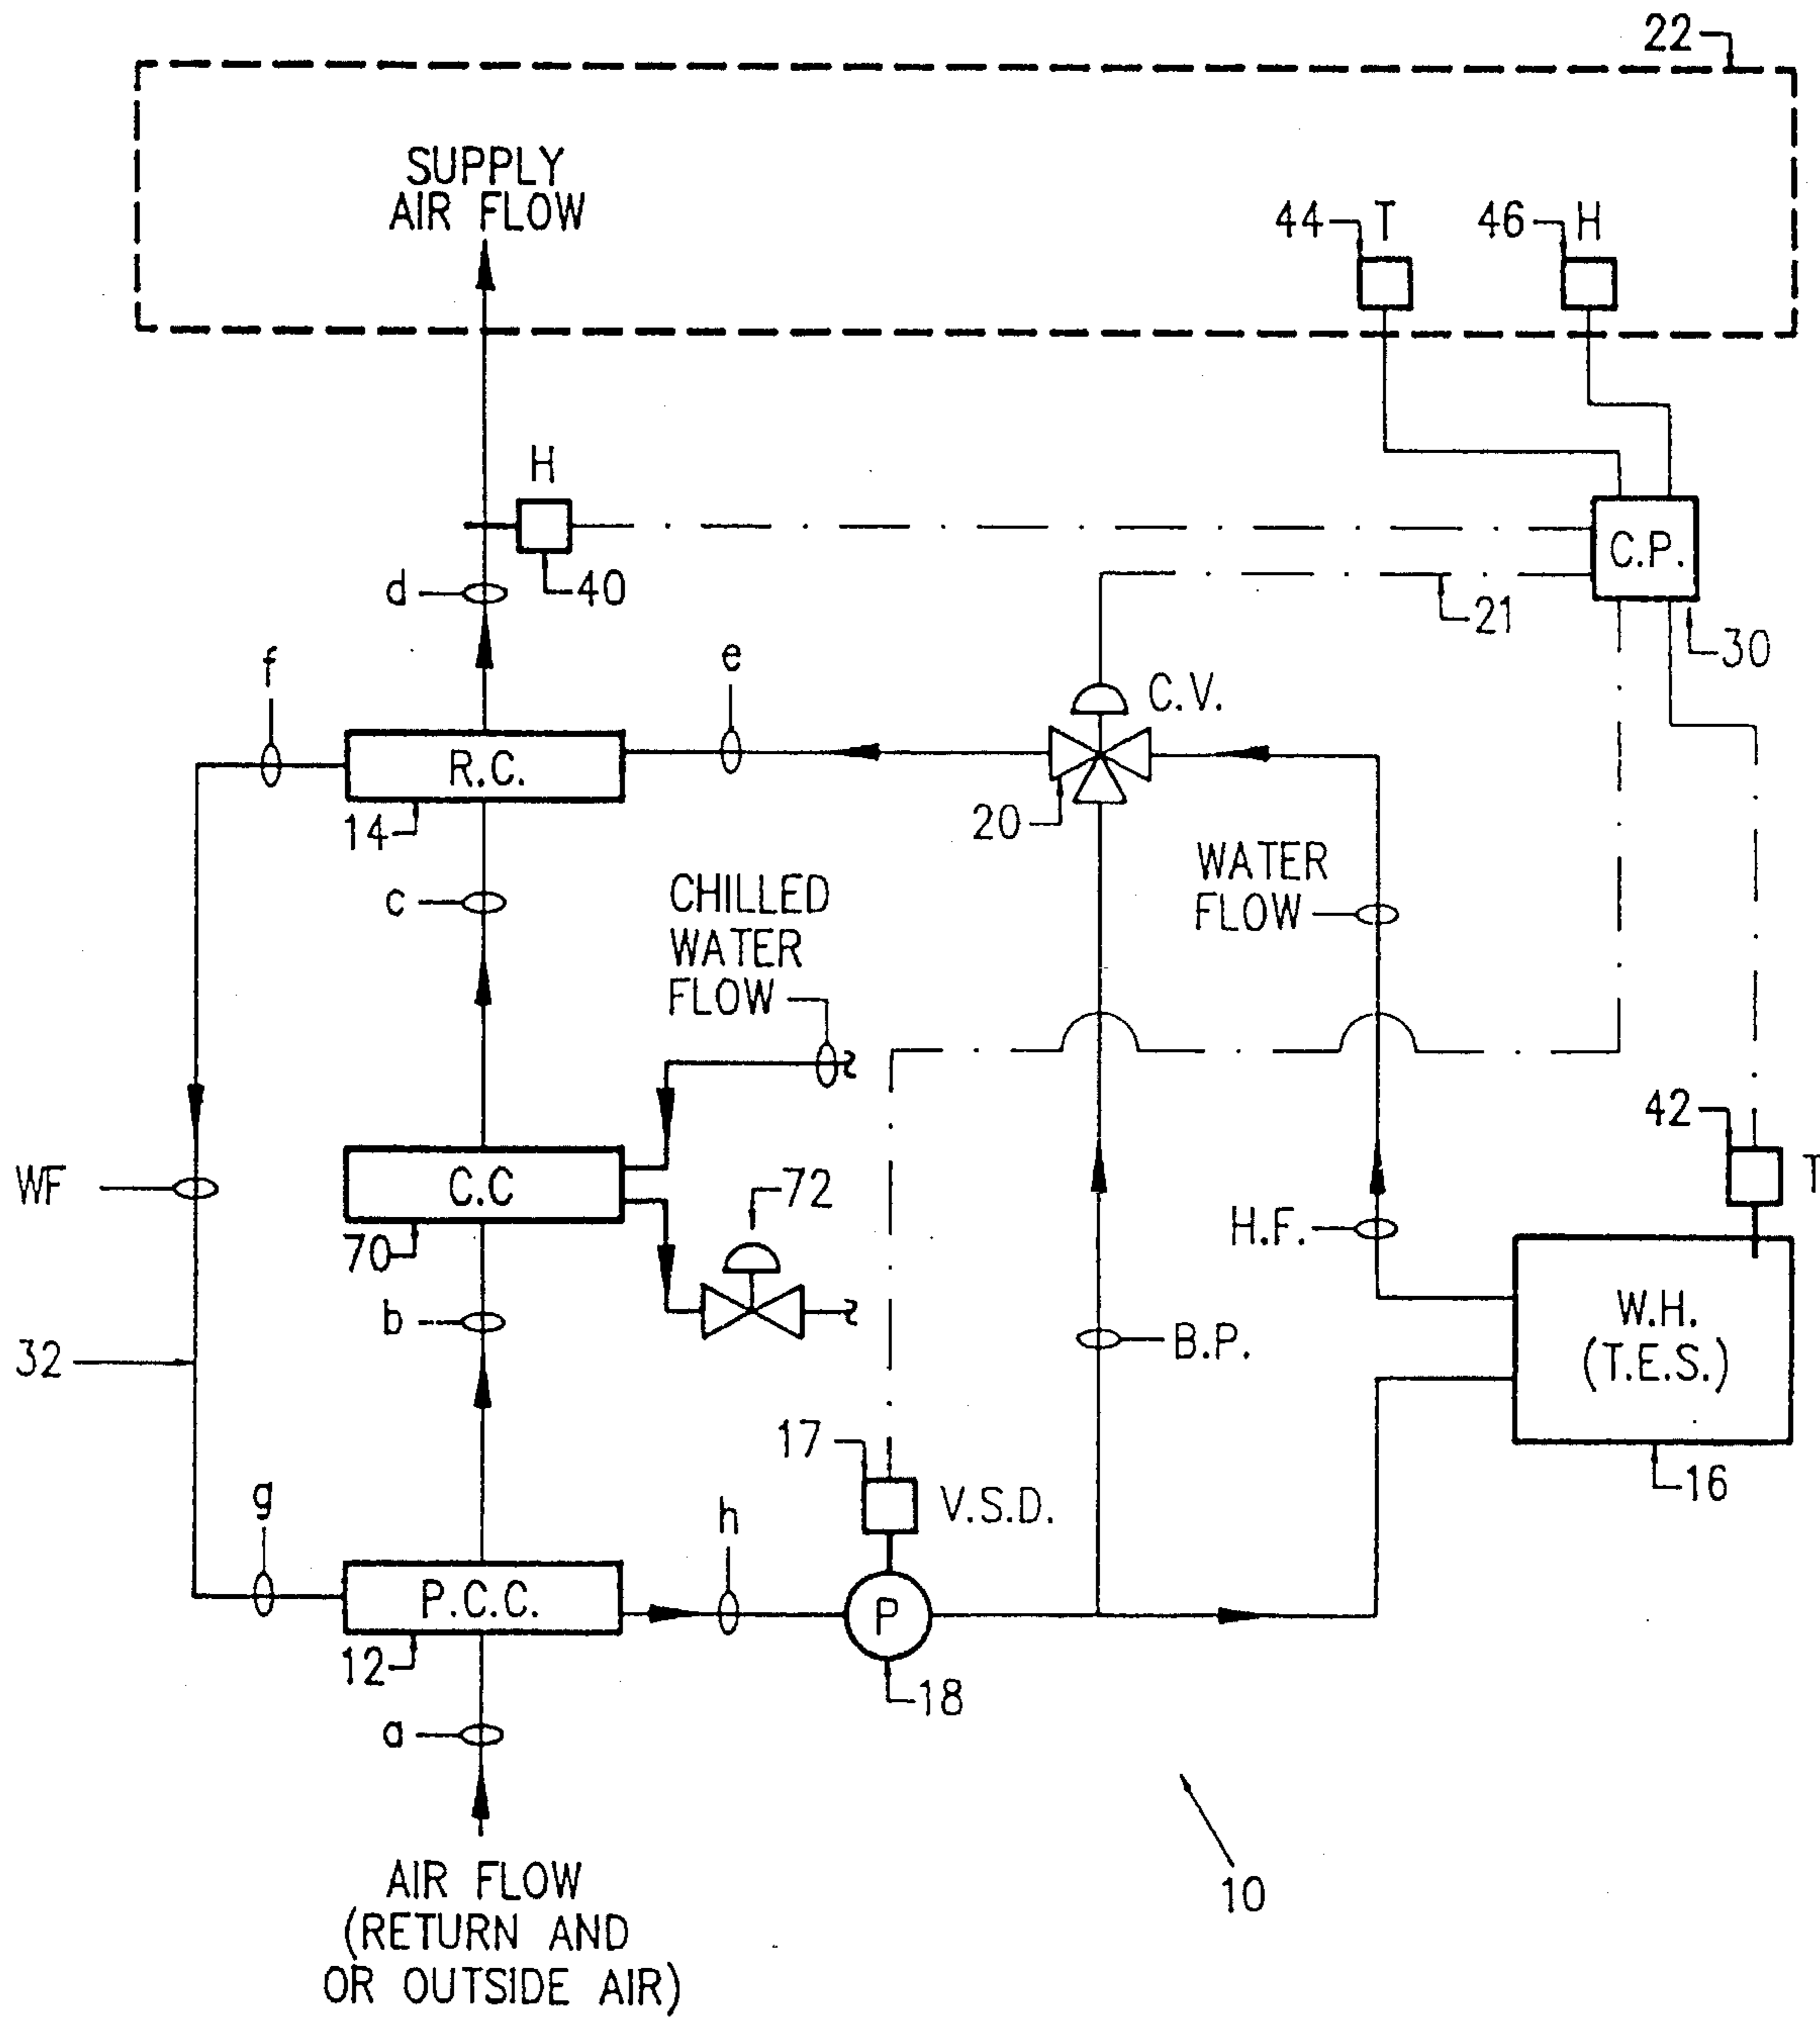 22
SUPPLY
AIR FLOW
44
T
46
H
H
40
C.P.
21
30
d
f
e
C.V.
R.C.
14
20
c
CHILLED
WATER
FLOW
WATER
FLOW
42
T
WF
C.C
72
70
H.F.
b
B.P.
W.H.
(T.E.S.)
32
17
V.S.D.
16
g
h
P.C.C.
P
12
18
a
10
AIR FLOW
(RETURN AND
OR OUTSIDE AIR)